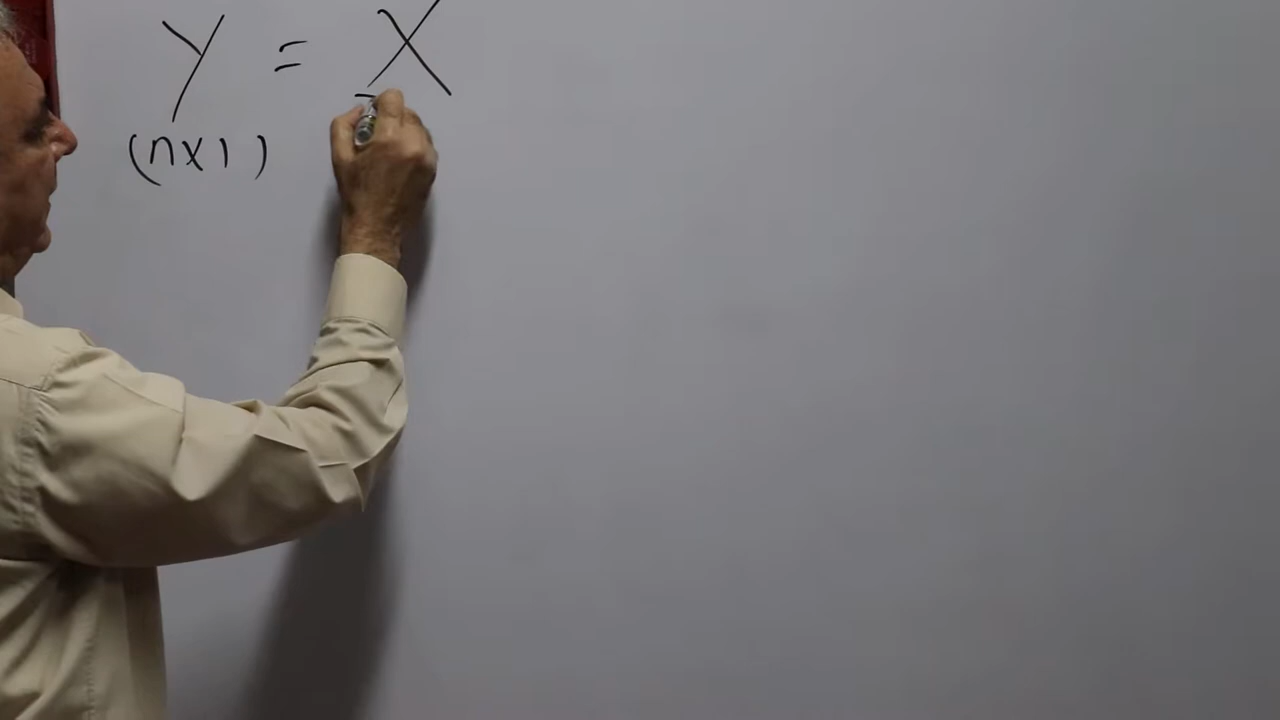 Y = X
(n x 1)